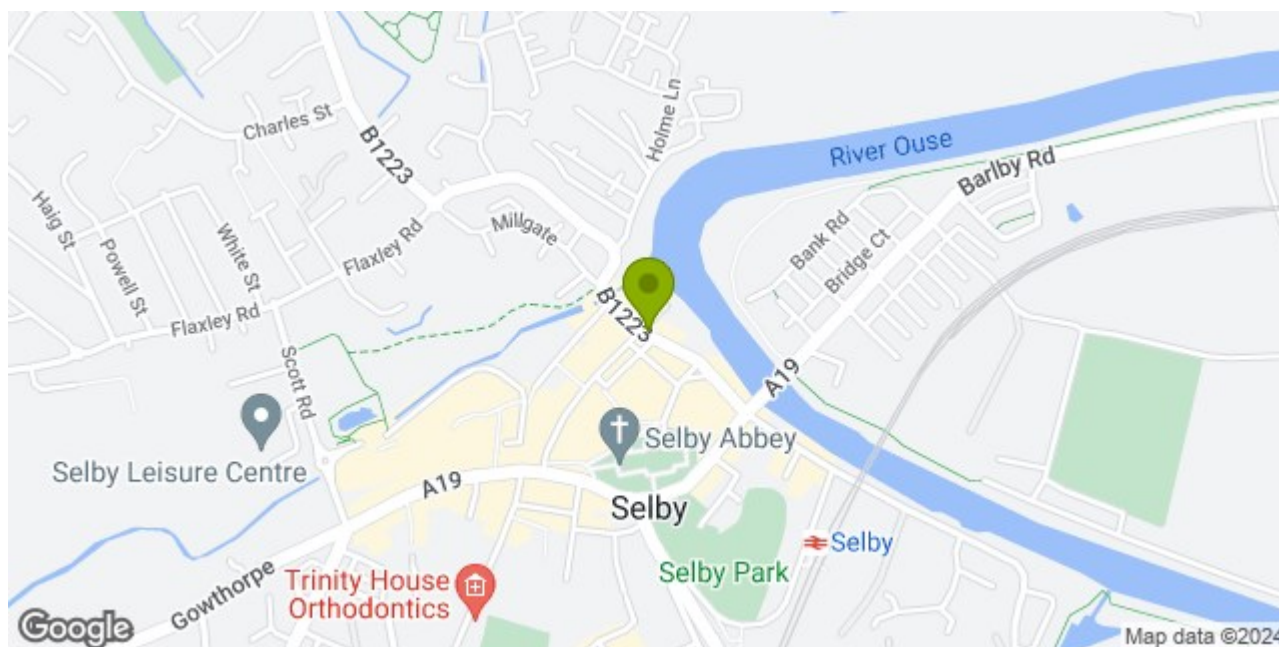 Charles St
B1223
Holme Ln
River Ouse
Barlby Rd
Haig St
Powell St
White St
Flaxley Rd
Millgate
Bank Rd
Bridge Ct
Flaxley Rd
B1223
Scott Rd
A19
Selby Abbey
Selby Leisure Centre
A19
Selby
Selby
Gowthorpe
Trinity House
Orthodontics
Selby Park
Google
Map data ©2024